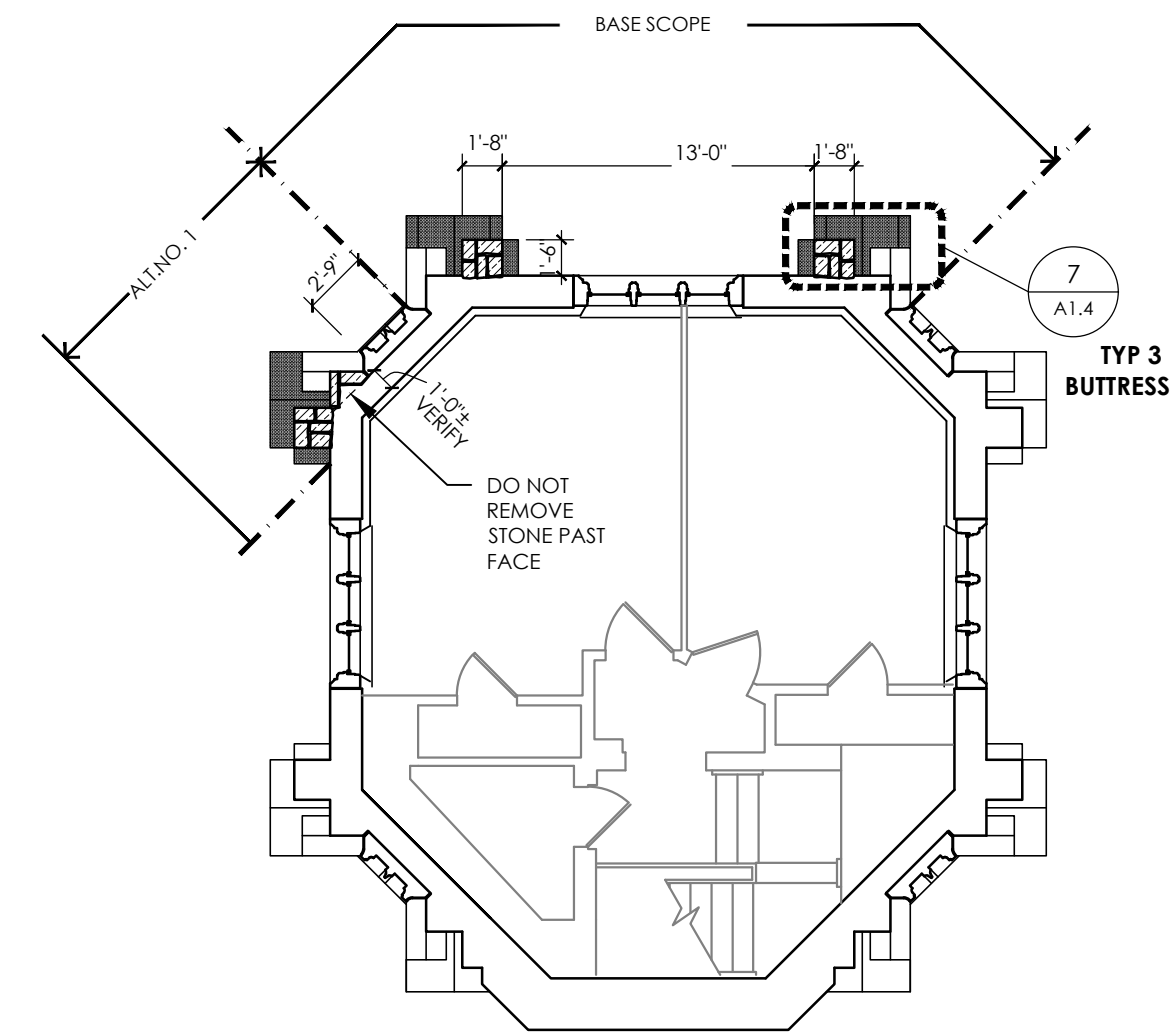 BASE SCOPE
1'-8"
13'-0"
1'-8"
ALT.NO. 1
2'-9"
1'-6"
7
A1.4
TYP 3
BUTTRESS
1'-0"±
VERIFY
DO NOT
REMOVE
STONE PAST
FACE